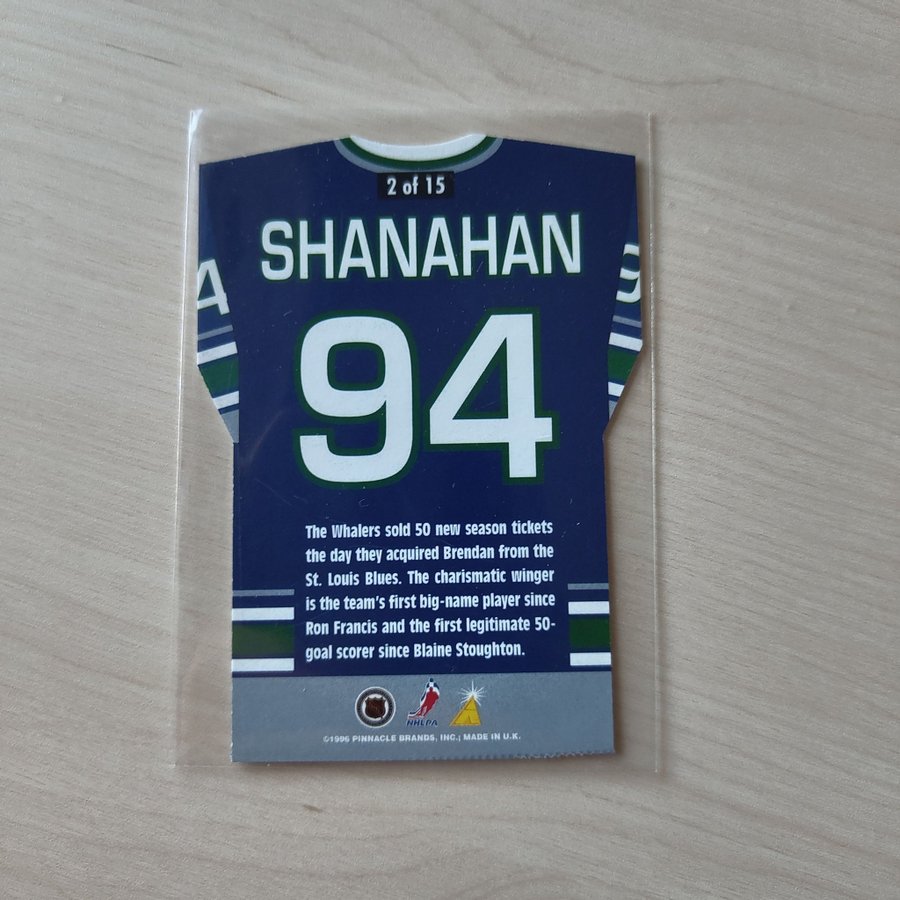 2 of 15
SHANAHAN
4
9
94
The Whalers sold 50 new season tickets
the day they acquired Brendan from the
St. Louis Blues. The charismatic winger
is the team's first big-name player since
Ron Francis and the first legitimate 50-
goal scorer since Blaine Stoughton.
NHLPA
©1996 PINNACLE BRANDS, INC.| MADE IN U.K.